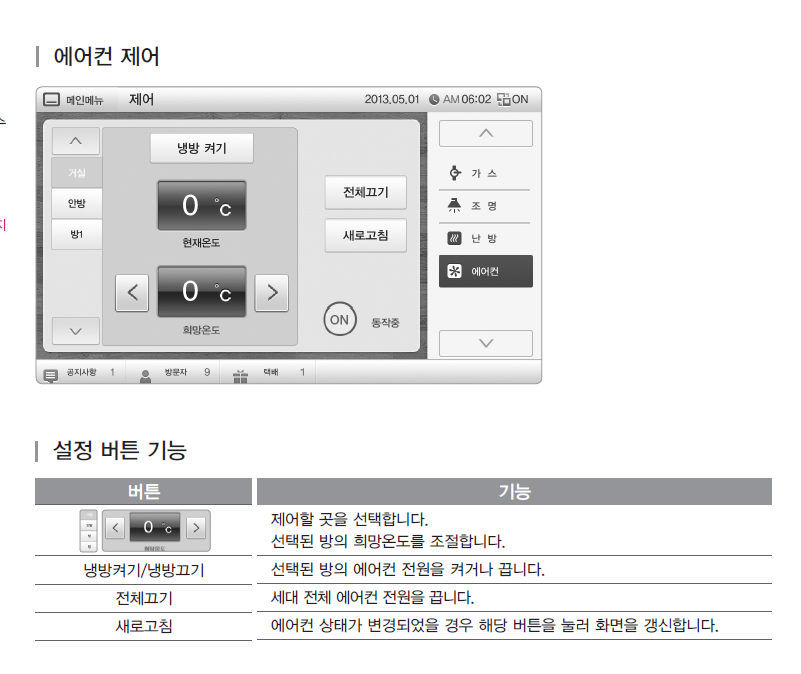 에어컨 제어
메인메뉴 제어 2013.05.01 AM 06:02 ON
거실
안방
방1
냉방 켜기
0 °C
현재온도
< 0 °C >
희망온도
전체끄기
새로고침
ON 동작중
가 스
조 명
난 방
에어컨
공지사항 1 방문자 9 택배 1
설정 버튼 기능
버튼 기능
< 0 °C >
희망온도
제어할 곳을 선택합니다.
선택된 방의 희망온도를 조절합니다.
냉방켜기/냉방끄기 선택된 방의 에어컨 전원을 켜거나 끕니다.
전체끄기 세대 전체 에어컨 전원을 끕니다.
새로고침 에어컨 상태가 변경되었을 경우 해당 버튼을 눌러 화면을 갱신합니다.